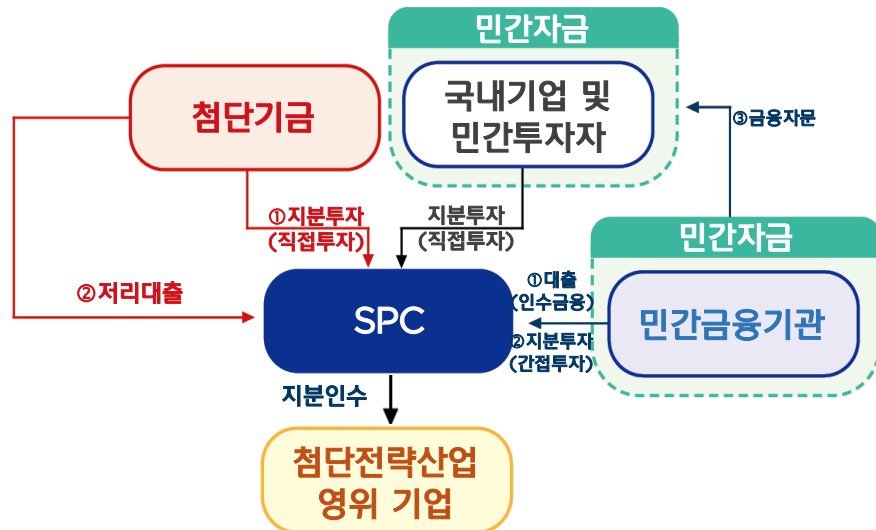 민간자금
첨단기금
국내기업 및
민간투자자
③금융자문
①지분투자
(직접투자)
지분투자
(직접투자)
민간자금
②저리대출
SPC
①대출
(인수금융)
②지분투자
(간접투자)
민간금융기관
지분인수
첨단전략산업
영위 기업